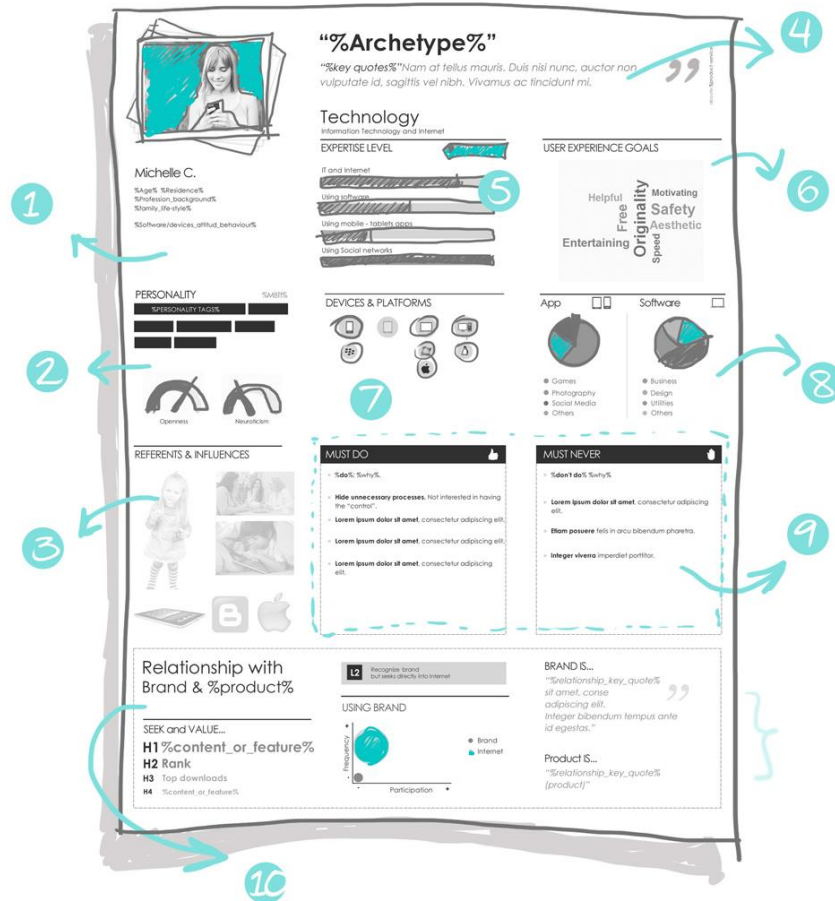 “%Archetype%”
“%key quotes%”Nam at tellus mauris. Duis nisi nunc, auctor non
vulputate id, sagittis vel nibh. Vivamus ac tincidunt mi.
4
Technology
Information Technology and Internet
EXPERTISE LEVEL
IT and Internet
Using software
Using mobile - tablets apps
Using Social networks
5
USER EXPERIENCE GOALS
Helpful
Free
Originality
Motivating
Safety
Aesthetic
Entertaining
Speed
6
Michelle C.
%Age% %Residence%
%Profession_background%
%family_life-style%
%Software/devices_attitud_behaviour%
1
PERSONALITY
%MBTI%
%PERSONALITY TAGS%
Openness
Neuroticism
2
DEVICES & PLATFORMS
7
App
Games
Photography
Social Media
Others
Software
Business
Design
Utilities
Others
8
REFERENTS & INFLUENCES
3
MUST DO
%do%; %why%.
Hide unnecessary processes. Not interested in having
the “control”.
Lorem ipsum dolor sit amet, consectetur adipiscing elit.
Lorem ipsum dolor sit amet, consectetur adipiscing elit.
Lorem ipsum dolor sit amet, consectetur adipiscing
elit.
MUST NEVER
%don't do% %why%
Lorem ipsum dolor sit amet, consectetur adipiscing
elit.
Etiam posuere felis in arcu bibendum pharetra.
Integer viverra imperdiet porttitor.
9
Relationship with
Brand & %product%
SEEK and VALUE...
H1 %content_or_feature%
H2 Rank
H3 Top downloads
H4 %content_or_feature%
10
L2
Recognize brand
but seeks directly into Internet
USING BRAND
Frequency
Participation
Brand
Internet
BRAND IS...
“%relationship_key_quote%
sit amet, conse
adipiscing elit.
Integer bibendum tempus ante
id egestas.”
Product IS...
“%relationship_key_quote%
(product)”